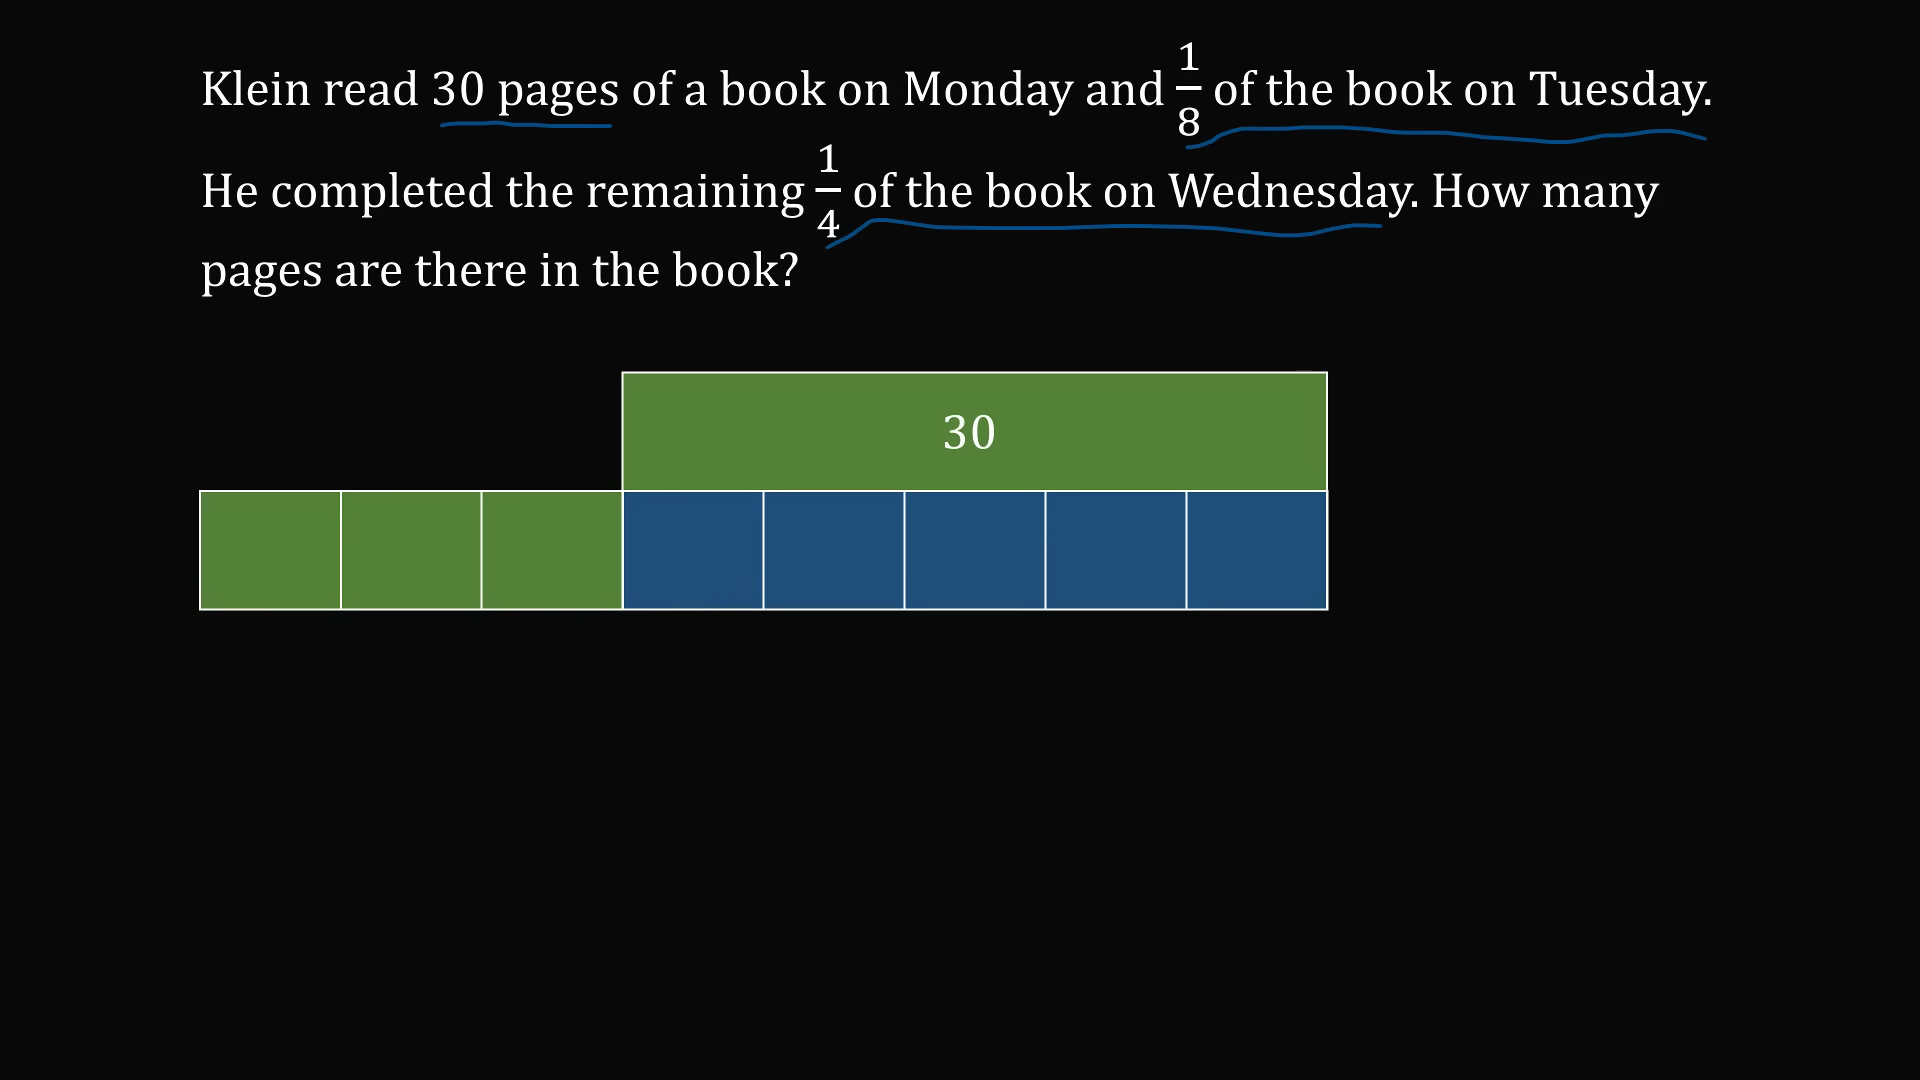 Klein read 30 pages of a book on Monday and 1/8 of the book on Tuesday.
He completed the remaining 1/4 of the book on Wednesday. How many
pages are there in the book?
30